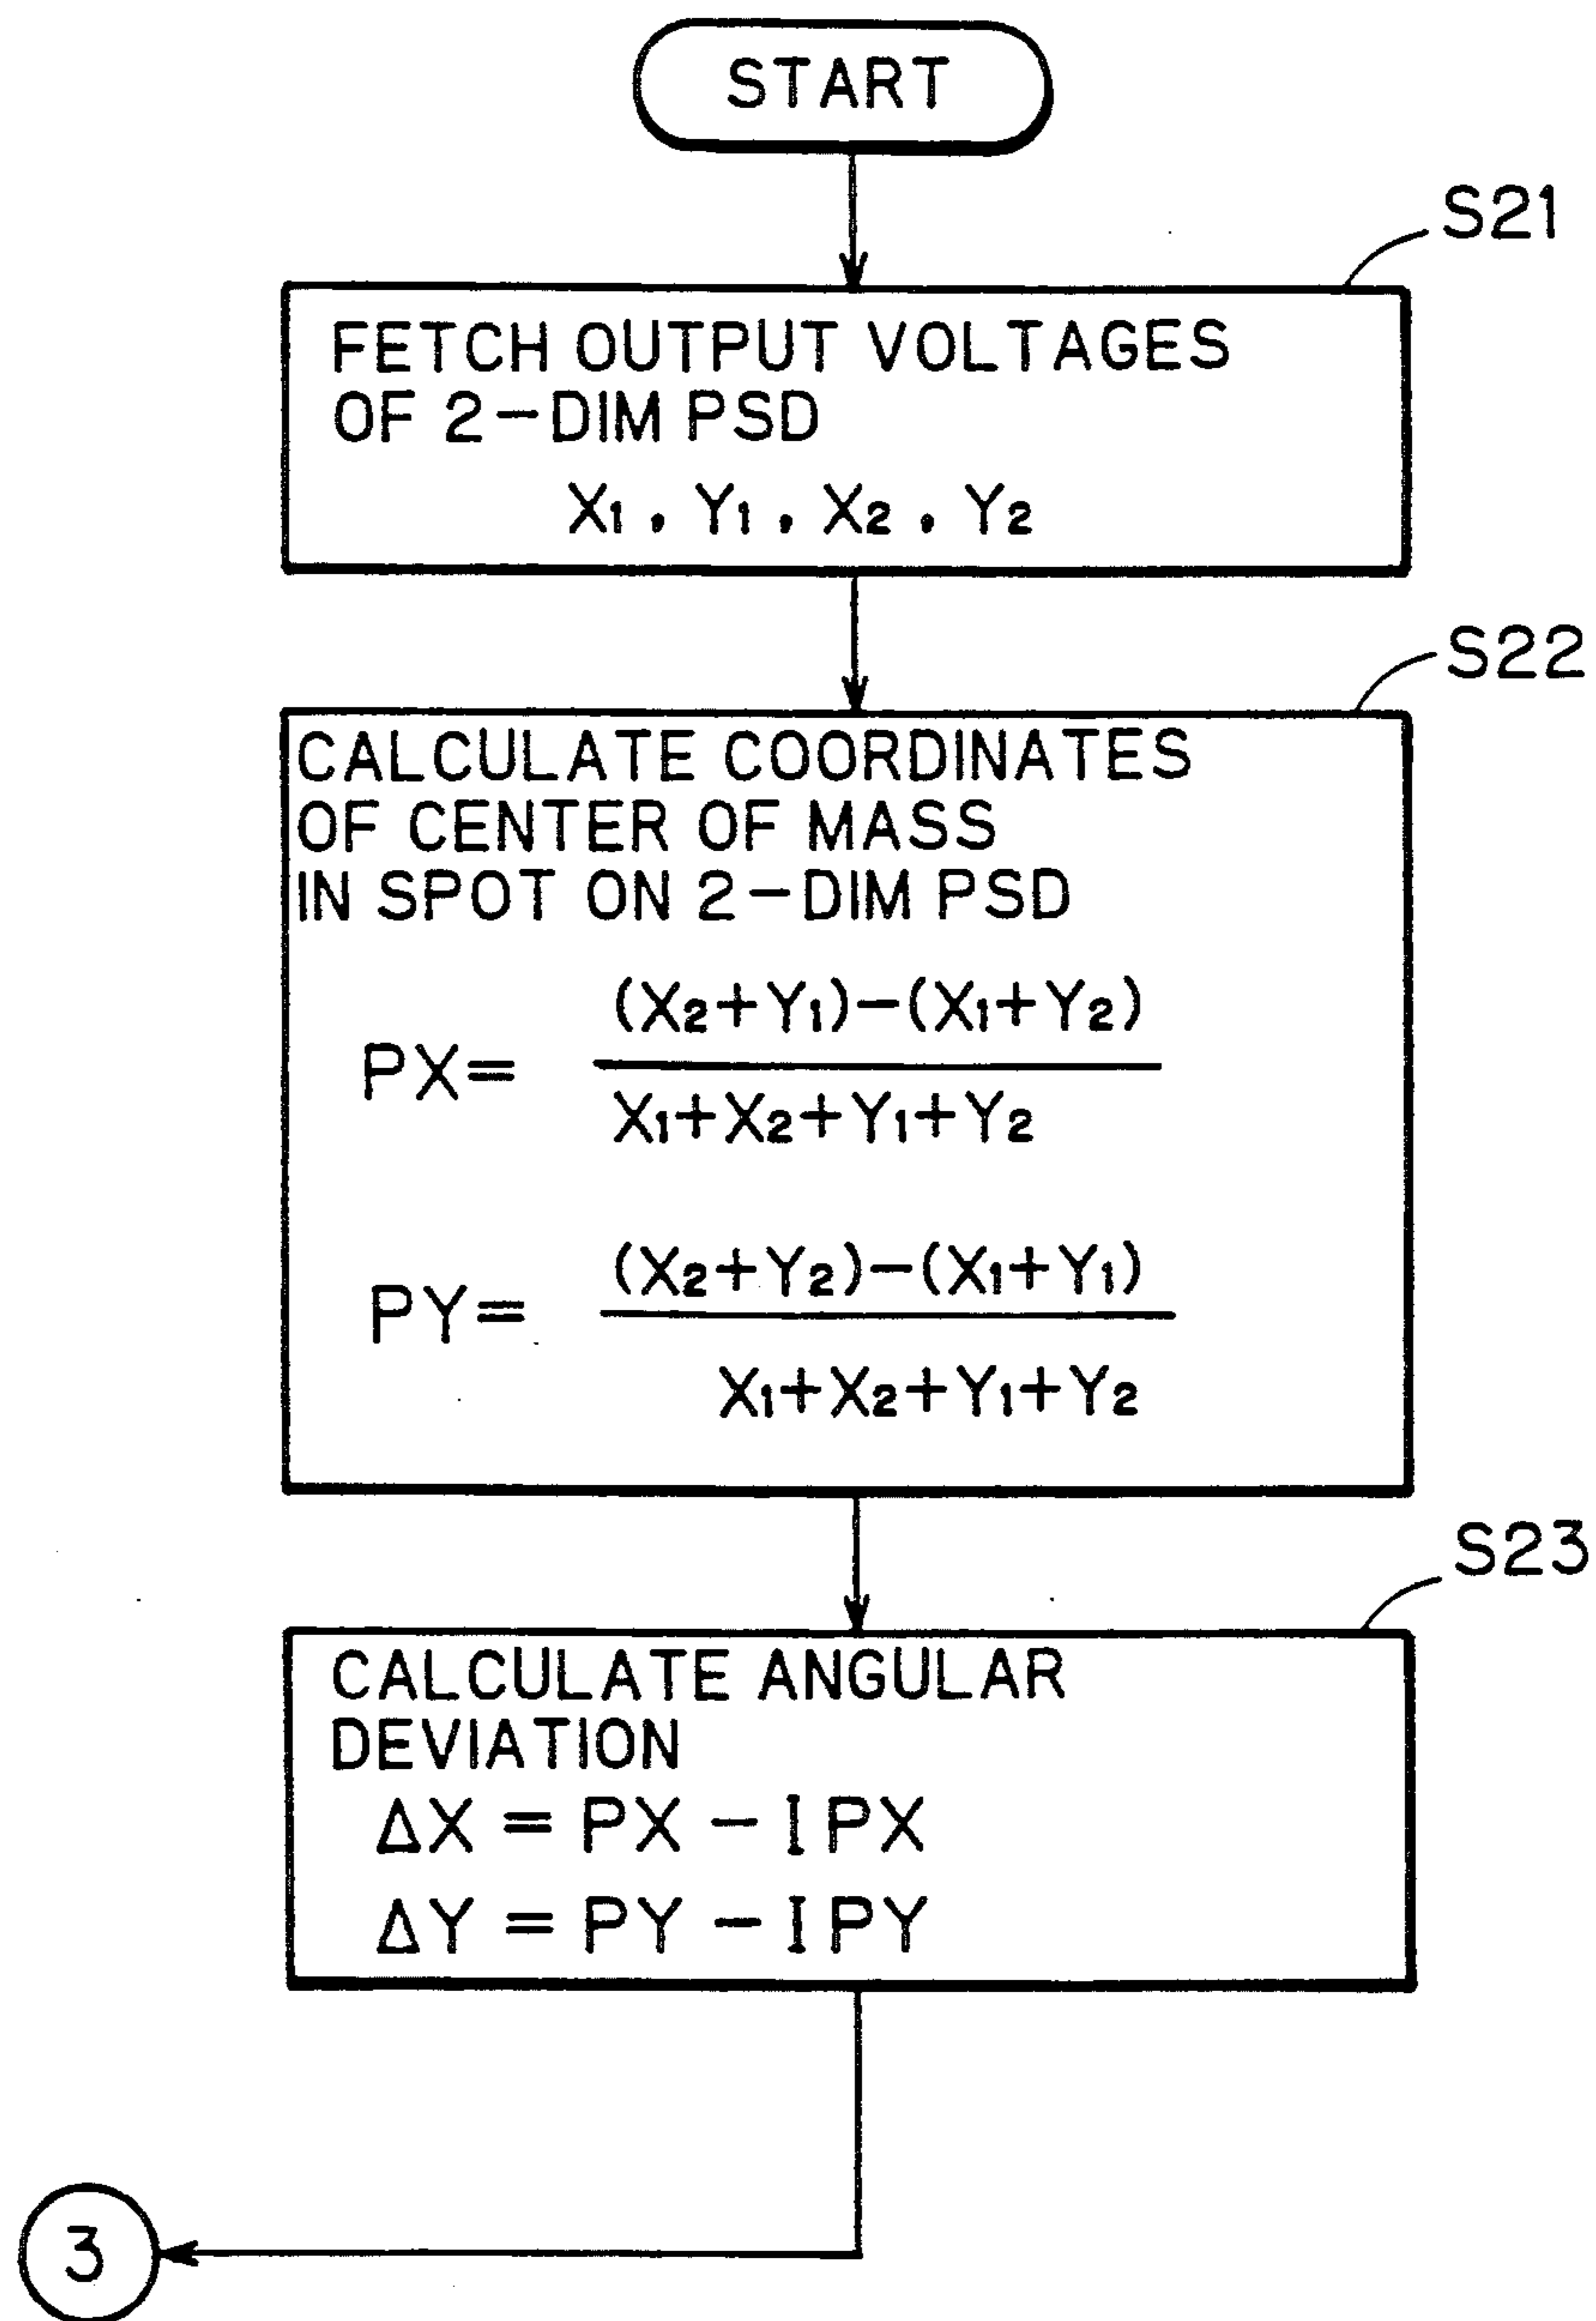 START
S21
FETCH OUTPUT VOLTAGES
OF 2-DIM PSD
X1, Y1, X2, Y2
S22
CALCULATE COORDINATES
OF CENTER OF MASS
IN SPOT ON 2-DIM PSD
(X2+Y1)-(X1+Y2)
PX=
X1+X2+Y1+Y2
(X2+Y2)-(X1+Y1)
PY=
X1+X2+Y1+Y2
S23
CALCULATE ANGULAR
DEVIATION
ΔX = PX - IPX
ΔY = PY - IPY
3